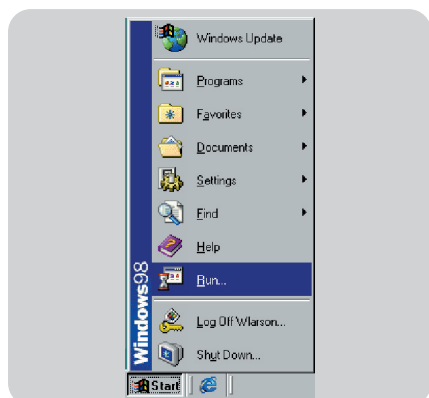 Windows Update
Programs
Favorites
Documents
Settings
Find
Help
Run...
Log Off Wlarson...
Shut Down...
Windows98
Start